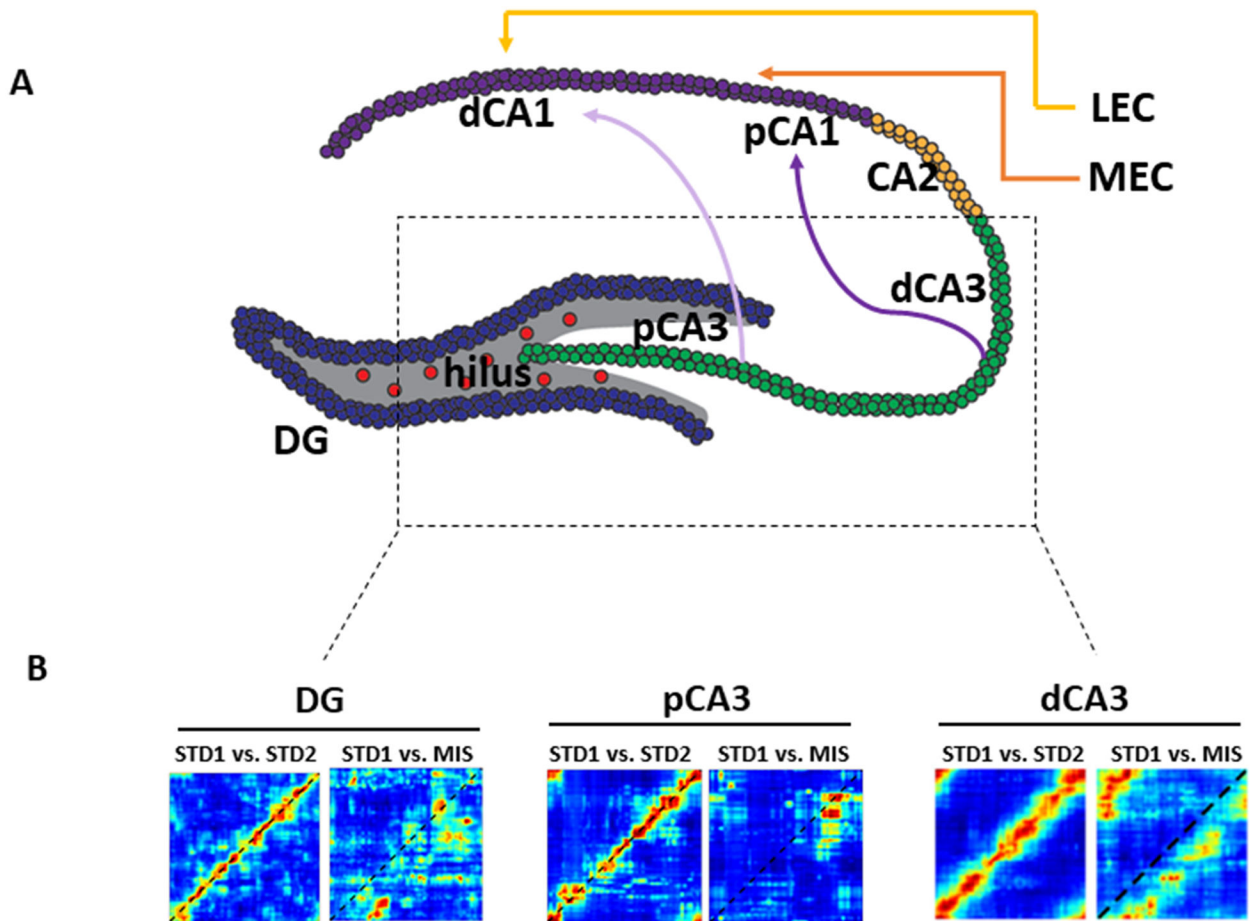 A
LEC
dCA1
pCA1
CA2
MEC
dCA3
pCA3
hilus
DG
B
DG
pCA3
dCA3
STD1 vs. STD2
STD1 vs. MIS
STD1 vs. STD2
STD1 vs. MIS
STD1 vs. STD2
STD1 vs. MIS